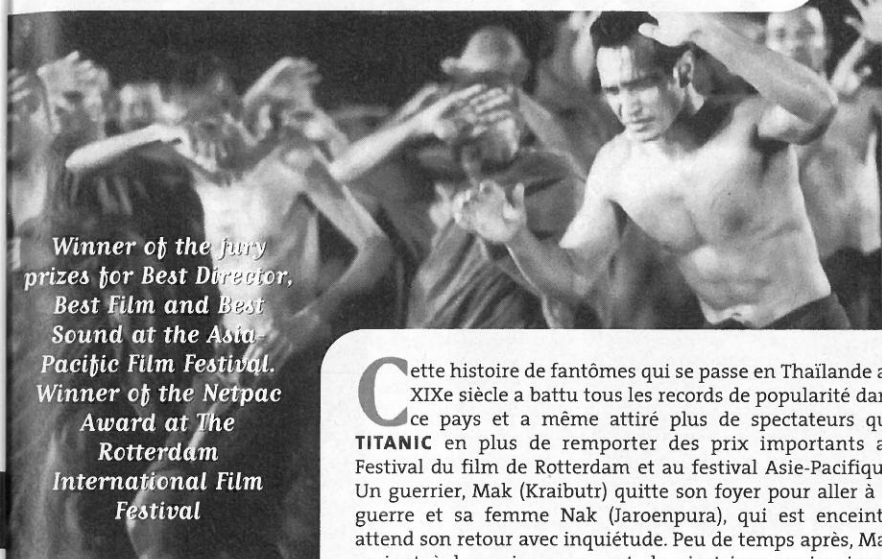 Winner of the jury
prizes for Best Director,
Best Film and Best
Sound at the Asia-
Pacific Film Festival.
Winner of the Netpac
Award at The
Rotterdam
International Film
Festival
Cette histoire de fantômes qui se passe en Thaïlande a
XIXe siècle a battu tous les records de popularité dan
ce pays et a même attiré plus de spectateurs qu
TITANIC en plus de remporter des prix importants a
Festival du film de Rotterdam et au festival Asie-Pacifiqu
Un guerrier, Mak (Kraibutr) quitte son foyer pour aller à
guerre et sa femme Nak (Jaroenpura), qui est enceint
attend son retour avec inquiétude. Peu de temps après, Ma